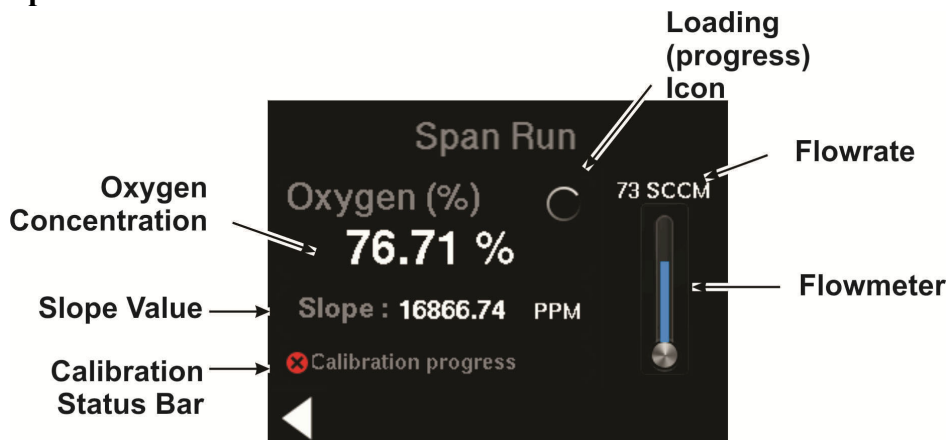 Loading
(progress)
Icon
Span Run
Flowrate
Oxygen
Concentration
Oxygen (%)
73 SCCM
76.71 %
Flowmeter
Slope Value
Slope : 16866.74 PPM
Calibration
Status Bar
Calibration progress